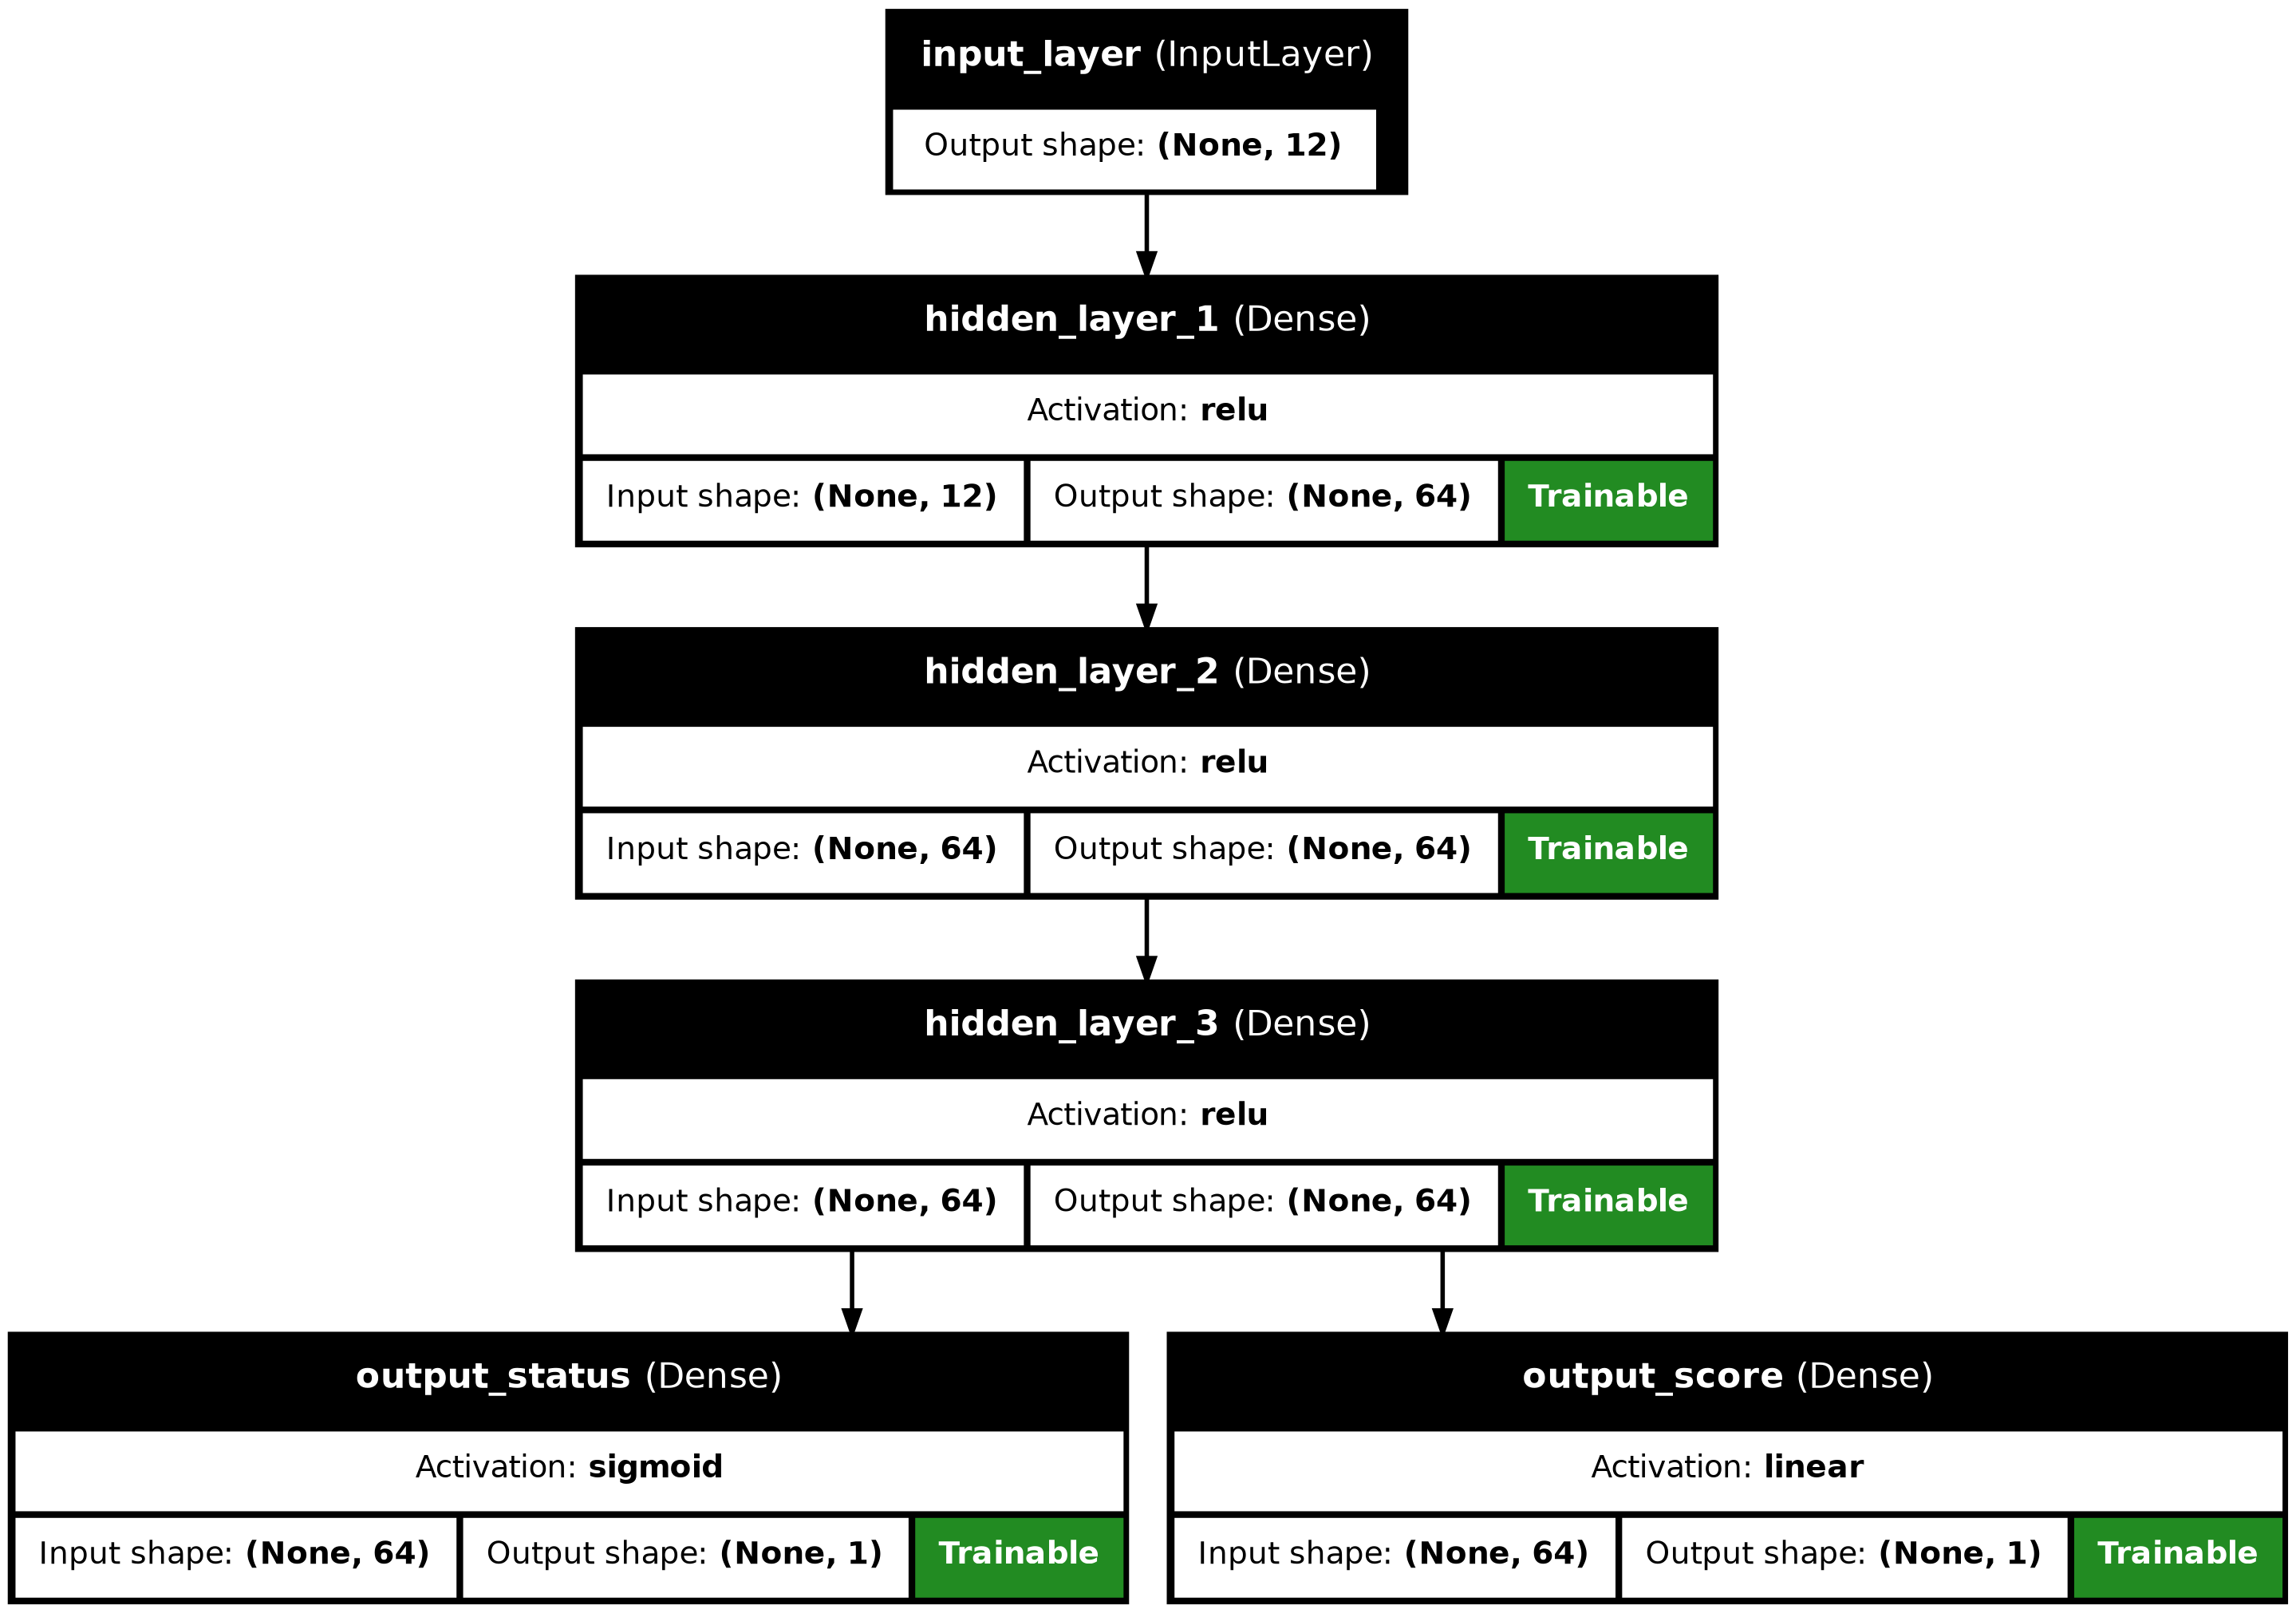 input_layer (InputLayer)
Output shape: (None, 12)
hidden_layer_1 (Dense)
Activation: relu
Input shape: (None, 12) Output shape: (None, 64) Trainable
hidden_layer_2 (Dense)
Activation: relu
Input shape: (None, 64) Output shape: (None, 64) Trainable
hidden_layer_3 (Dense)
Activation: relu
Input shape: (None, 64) Output shape: (None, 64) Trainable
output_status (Dense)
Activation: sigmoid
Input shape: (None, 64) Output shape: (None, 1) Trainable
output_score (Dense)
Activation: linear
Input shape: (None, 64) Output shape: (None, 1) Trainable